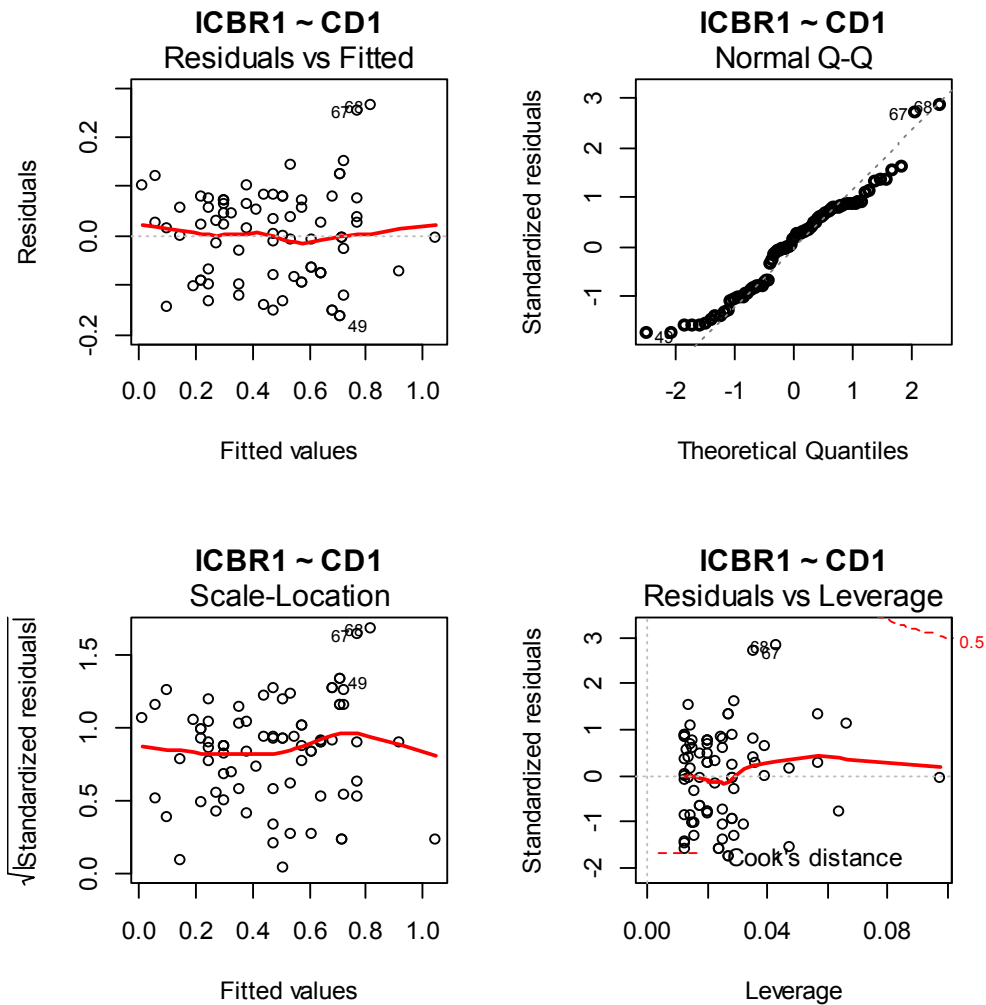 ICBR1 ~ CD1
Residuals vs Fitted
Residuals
-0.2
0.0
0.2
67
68
49
0.0 0.2 0.4 0.6 0.8 1.0
Fitted values
ICBR1 ~ CD1
Normal Q-Q
Standardized residuals
-1
0
1
2
3
67
68
49
-2 -1 0 1 2
Theoretical Quantiles
ICBR1 ~ CD1
Scale-Location
√|Standardized residuals|
0.0
0.5
1.0
1.5
67
68
49
0.0 0.2 0.4 0.6 0.8 1.0
Fitted values
ICBR1 ~ CD1
Residuals vs Leverage
Standardized residuals
-2
-1
0
1
2
3
68
67
0.5
Cook's distance
0.00 0.04 0.08
Leverage